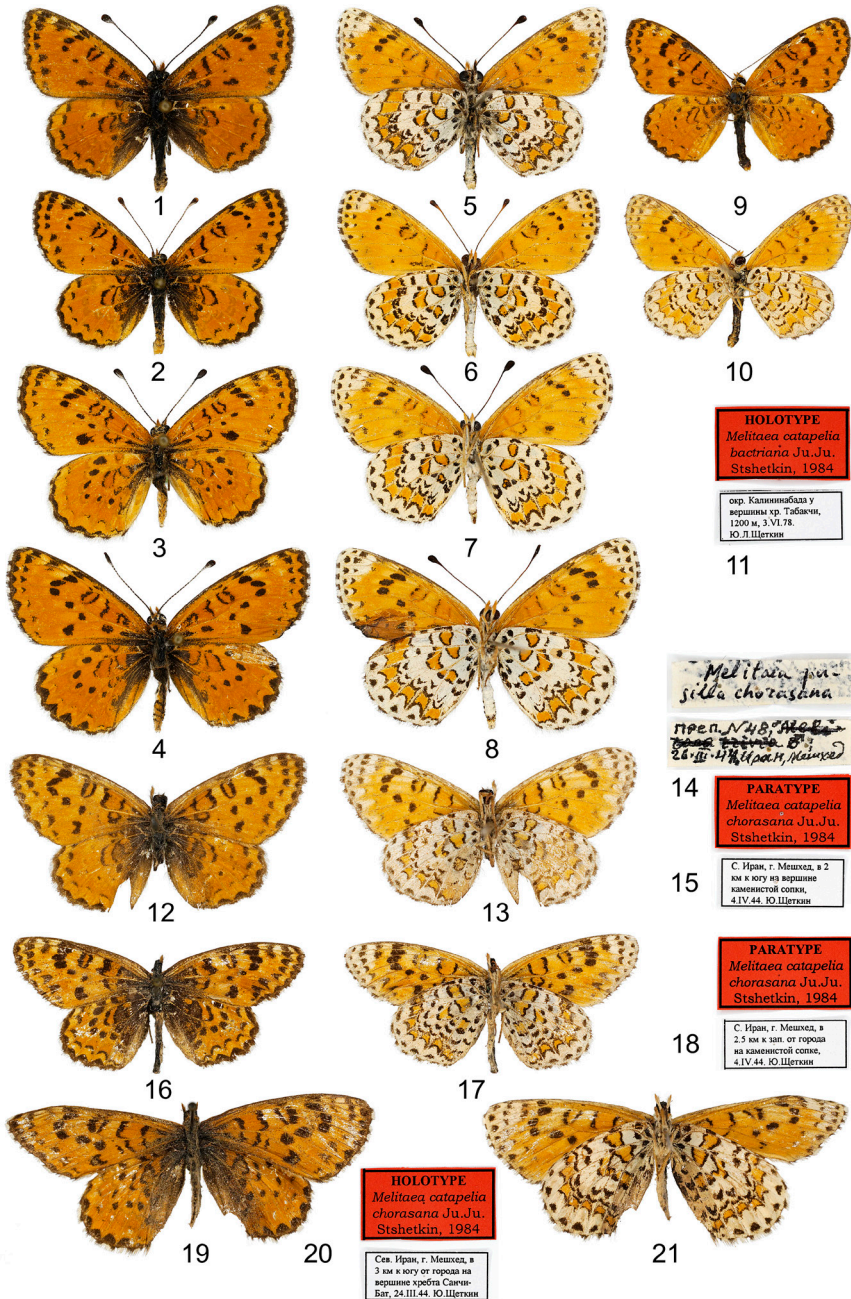 1
5
9
2
6
10
3
7
HOLOTYPE
Melitaea catapelia
bactriana Ju.Ju.
Stshetkin, 1984
окр. Калининабада у
вершины хр. Табакчи,
1200 м, 3.VI.78.
Ю.Л.Щеткин
11
4
8
Melitaea pu-
silla chorasana
14
преп. N48,
26.III.44, Иран, Мешхед
PARATYPE
Melitaea catapelia
chorasana Ju.Ju.
Stshetkin, 1984
15
С. Иран, г. Мешхед, в 2
км к югу на вершине
каменистой сопки,
4.IV.44. Ю.Щеткин
12
13
PARATYPE
Melitaea catapelia
chorasana Ju.Ju.
Stshetkin, 1984
18
С. Иран, г. Мешхед, в
2.5 км к зап. от города
на каменистой сопке,
4.IV.44. Ю.Щеткин
16
17
HOLOTYPE
Melitaea catapelia
chorasana Ju.Ju.
Stshetkin, 1984
19
20
21
Сев. Иран, г. Мешхед, в
3 км к югу от города на
вершине хребта Санчи-
Бат, 24.III.44. Ю.Щеткин